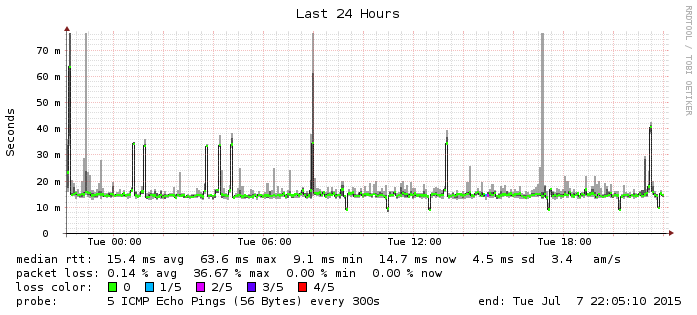 Last 24 Hours
RRDTOOL / TOBI OETIKER
Seconds
70 m
60 m
50 m
40 m
30 m
20 m
10 m
0
Tue 00:00 Tue 06:00 Tue 12:00 Tue 18:00
median rtt: 15.4 ms avg 63.6 ms max 9.1 ms min 14.7 ms now 4.5 ms sd 3.4 am/s
packet loss: 0.14 % avg 36.67 % max 0.00 % min 0.00 % now
loss color: 0 1/5 2/5 3/5 4/5
probe: 5 ICMP Echo Pings (56 Bytes) every 300s end: Tue Jul 7 22:05:10 2015